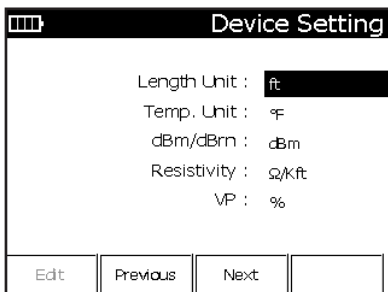 Device Setting
Length Unit : ft
Temp. Unit : °F
dBm/dBrn : dBm
Resistivity : Ω/Kft
VP : %
Edit Previous Next